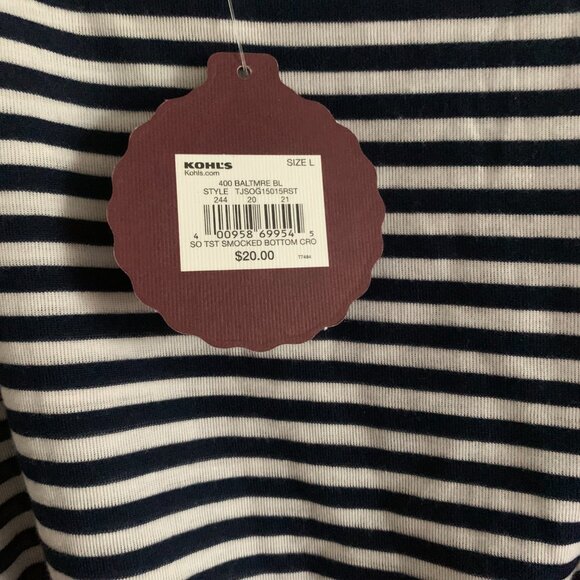 KOHL'S SIZE L
Kohls.com
400 BALTMRE BL
STYLE TJSOG15015RST
244 20 21
4 00958 69954 5
SO TST SMOCKED BOTTOM CRO
$20.00
T7484